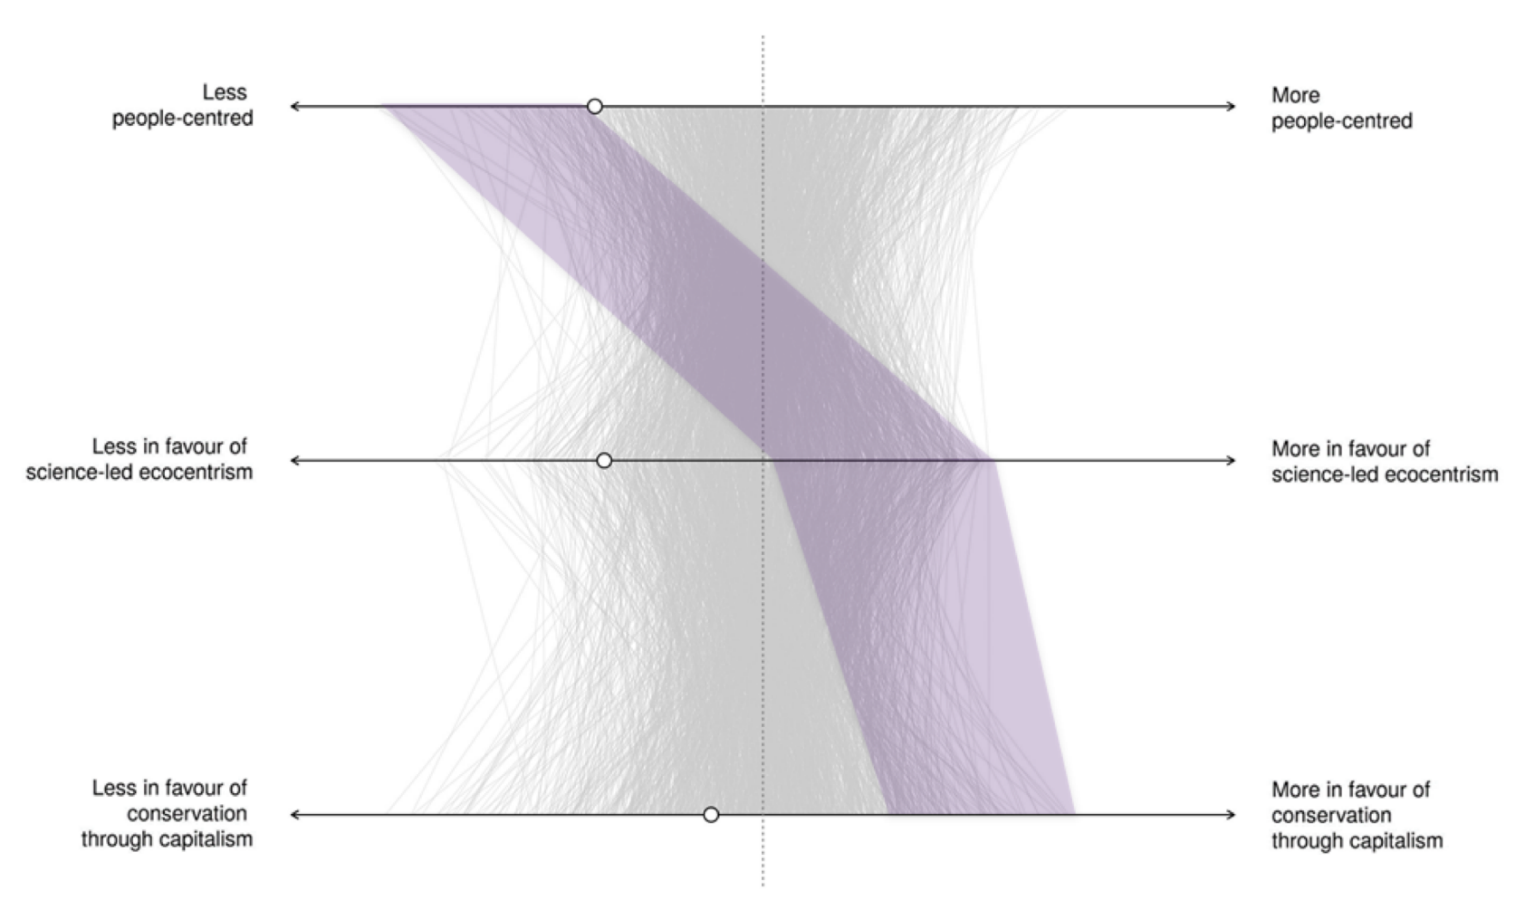 Less
people-centred
More
people-centred
Less in favour of
science-led ecocentrism
More in favour of
science-led ecocentrism
Less in favour of
conservation
through capitalism
More in favour of
conservation
through capitalism